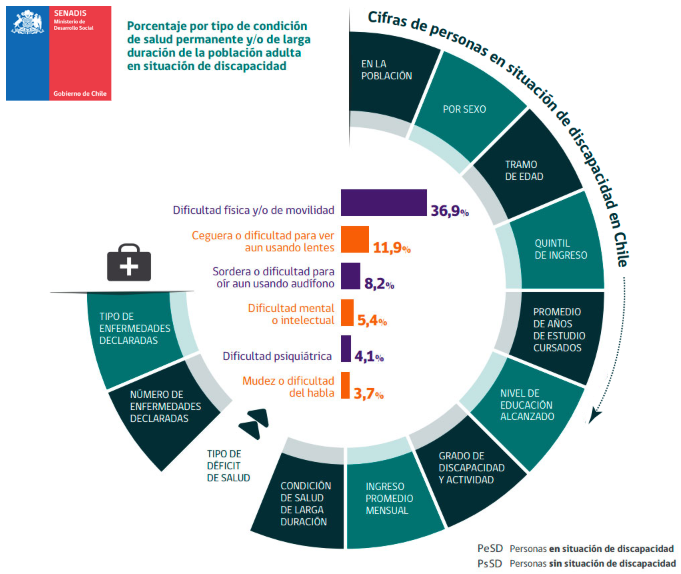 SENADIS
Ministerio de
Desarrollo Social
Gobierno de Chile
Porcentaje por tipo de condición
de salud permanente y/o de larga
duración de la población adulta
en situación de discapacidad
Cifras de personas en situación de discapacidad en Chile
EN LA
POBLACIÓN
POR SEXO
TRAMO
DE EDAD
QUINTIL
DE INGRESO
PROMEDIO
DE AÑOS
DE ESTUDIO
CURSADOS
NIVEL DE
EDUCACIÓN
ALCANZADO
GRADO DE
DISCAPACIDAD
Y ACTIVIDAD
INGRESO
PROMEDIO
MENSUAL
CONDICIÓN
DE SALUD
DE LARGA
DURACIÓN
TIPO DE
DÉFICIT
DE SALUD
NÚMERO DE
ENFERMEDADES
DECLARADAS
TIPO DE
ENFERMEDADES
DECLARADAS
Dificultad física y/o de movilidad 36,9%
Ceguera o dificultad para ver
aun usando lentes 11,9%
Sordera o dificultad para
oír aun usando audífono 8,2%
Dificultad mental
o intelectual 5,4%
Dificultad psiquiátrica 4,1%
Mudez o dificultad
del habla 3,7%
PeSD Personas en situación de discapacidad
PsSD Personas sin situación de discapacidad